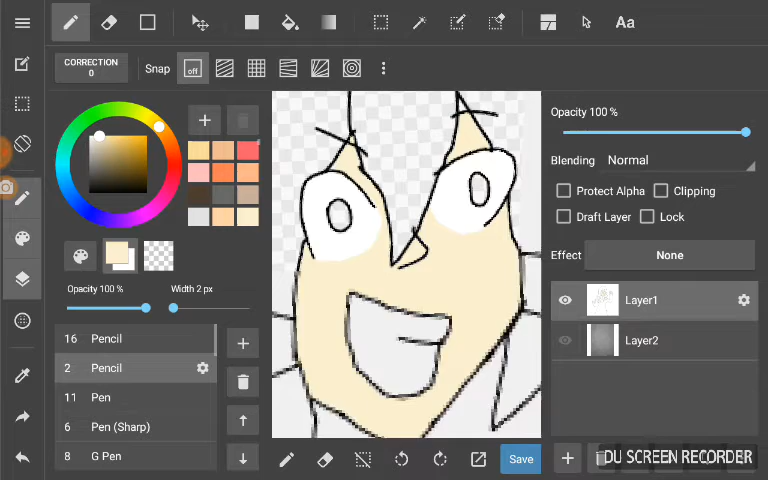 Aa
CORRECTION
0
Snap
off
Opacity 100 %
Blending
Normal
Protect Alpha
Clipping
Draft Layer
Lock
Effect
None
Opacity 100 %
Width 2 px
Layer1
Layer2
16 Pencil
2 Pencil
11 Pen
6 Pen (Sharp)
8 G Pen
Save
DU SCREEN RECORDER